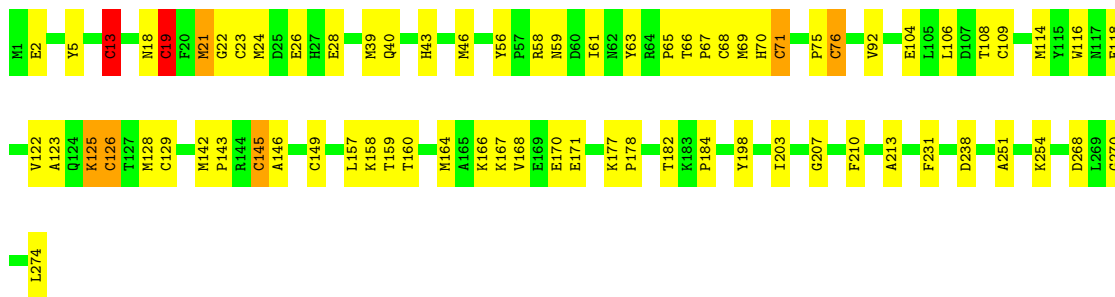 M1 E2 Y5 C13 N18 C19 F20 M21 G22 C23 M24 D25 E26 H27 E28 M39 Q40 H43 M46 Y56 P57 R58 N59 D60 I61 N62 Y63 R64 P65 T66 P67 C68 M69 H70 C71 P75 C76 V92 E104 L105 L106 D107 T108 C109 M114 Y115 W116 N117
V122 A123 Q124 K125 C126 T127 M128 C129 M142 P143 R144 C145 A146 C149 L157 K158 T159 T160 M164 A165 K166 K167 V168 E169 E170 E171 K177 P178 T182 K183 P184 Y198 I203 G207 F210 A213 F231 D238 A251 K254 D268 L269
L274